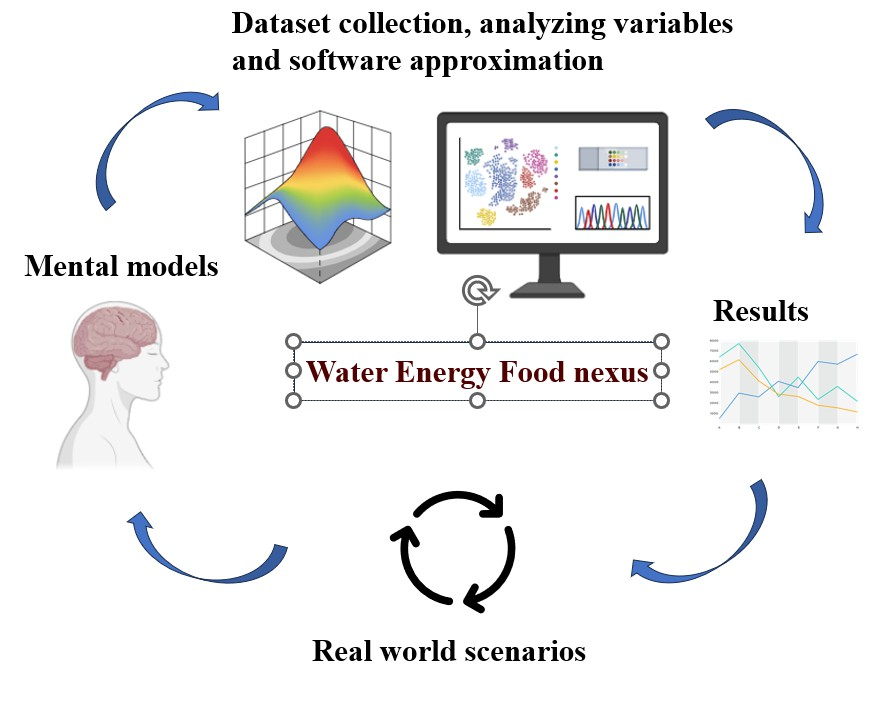 Dataset collection, analyzing variables
and software approximation
Mental models
Results
Water Energy Food nexus
Real world scenarios